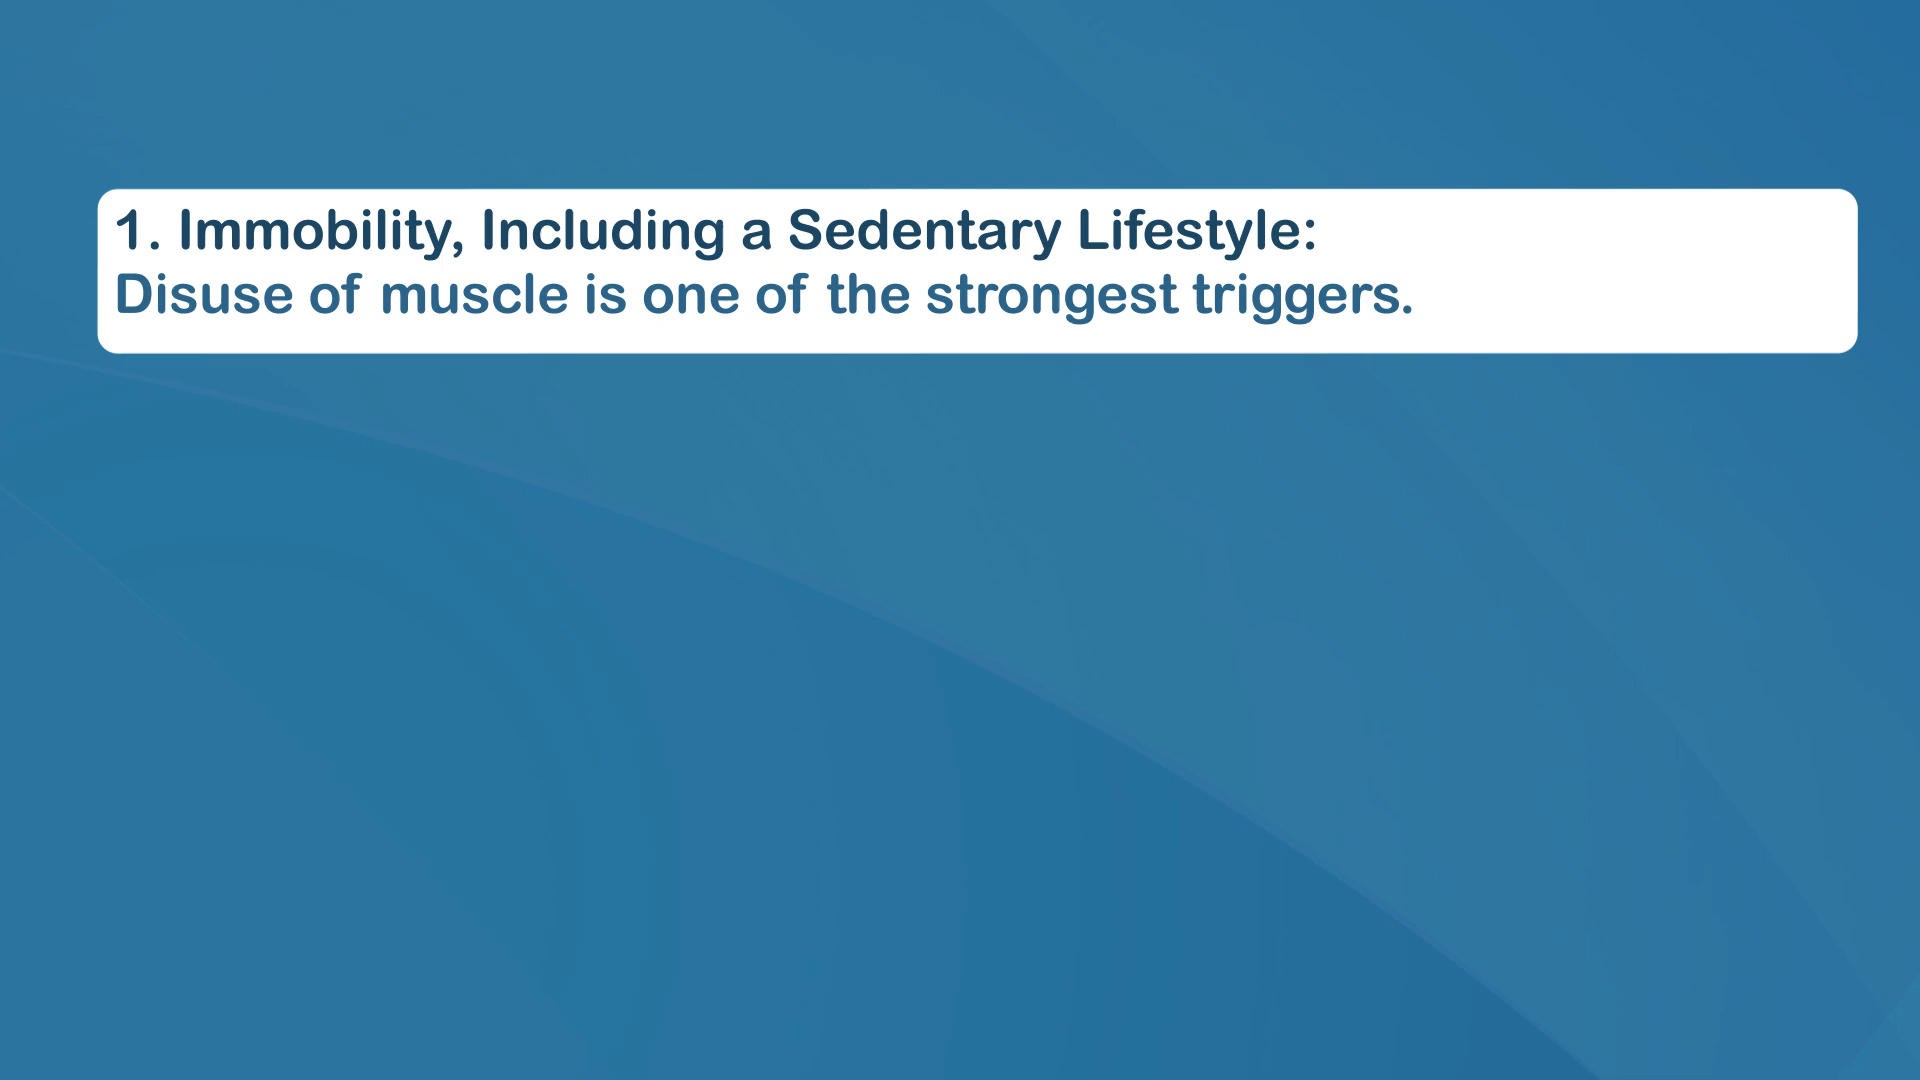 1. Immobility, Including a Sedentary Lifestyle:
Disuse of muscle is one of the strongest triggers.